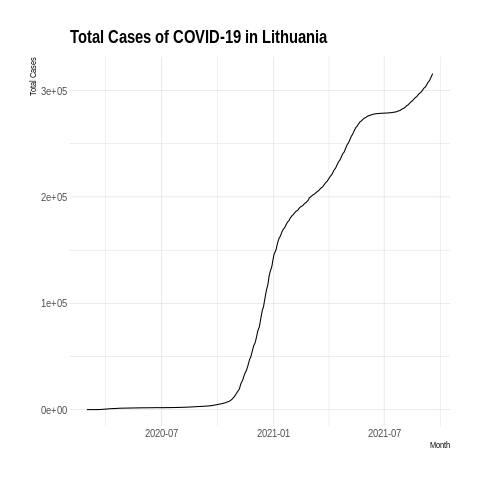 Total Cases of COVID-19 in Lithuania
Total Cases
3e+05
2e+05
1e+05
0e+00
2020-07 2021-01 2021-07
Month